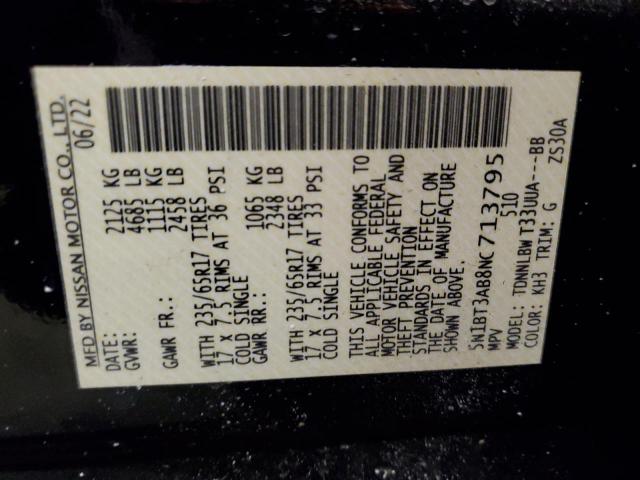 MFD BY NISSAN MOTOR CO., LTD.
DATE: 06/22
GVWR: 2125 KG
4685 LB
GAWR FR.: 1115 KG
2458 LB
WITH 235/65R17 TIRES
17 X 7.5 RIMS AT 36 PSI
COLD SINGLE
GAWR RR.: 1065 KG
2348 LB
WITH 235/65R17 TIRES
17 X 7.5 RIMS AT 33 PSI
COLD SINGLE
THIS VEHICLE CONFORMS TO
ALL APPLICABLE FEDERAL
MOTOR VEHICLE SAFETY AND
THEFT PREVENTION
STANDARDS IN EFFECT ON
THE DATE OF MANUFACTURE
SHOWN ABOVE.
5N1BT3AB8NC713795
MPV 510
MODEL: TDNNLBWT33UUA---BB
COLOR: KH3 TRIM: G ZS30A